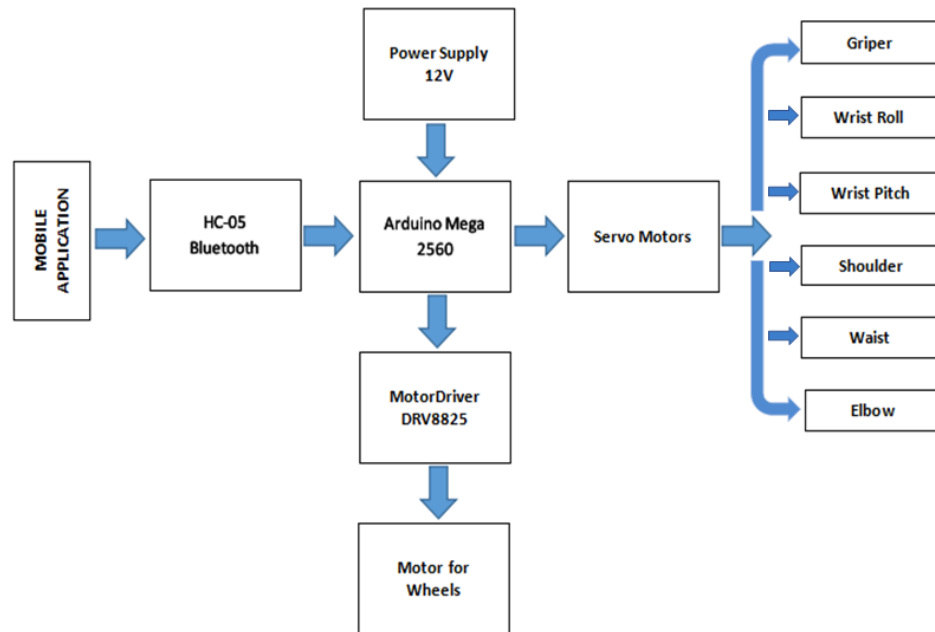 Power Supply
12V
MOBILE
APPLICATION
HC-05
Bluetooth
Arduino Mega
2560
Servo Motors
Griper
Wrist Roll
Wrist Pitch
Shoulder
Waist
Elbow
MotorDriver
DRV8825
Motor for
Wheels